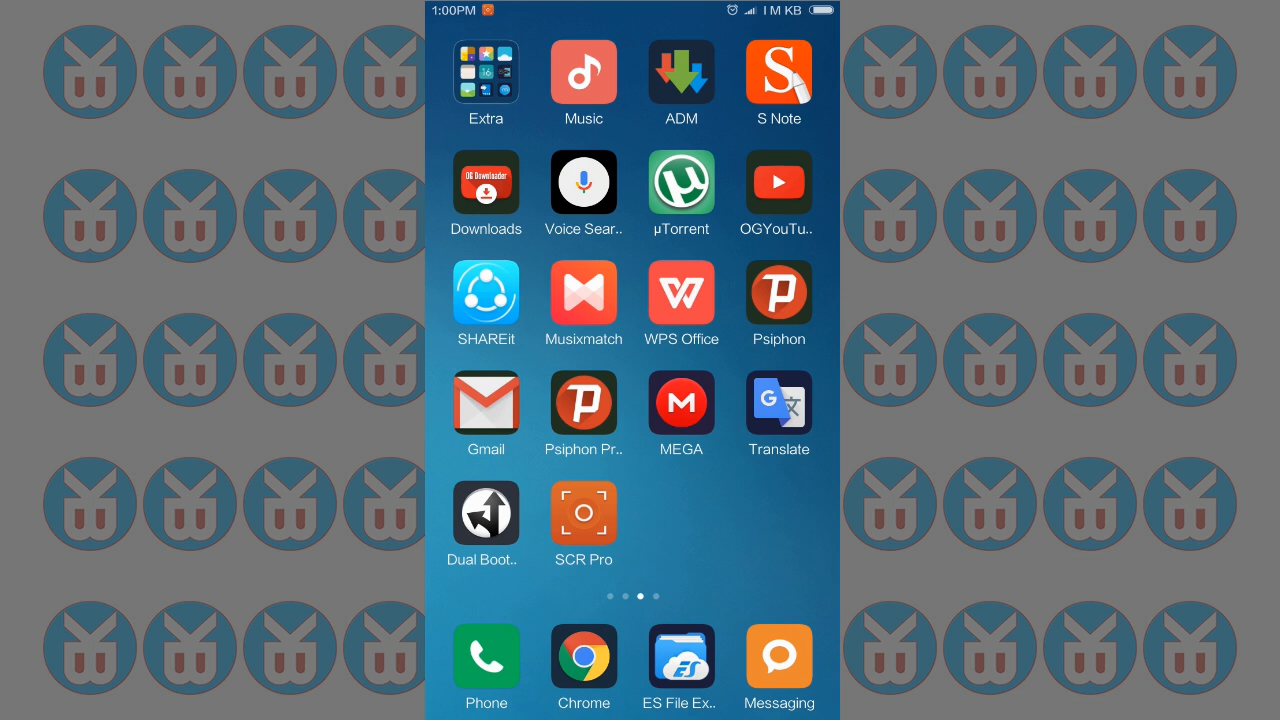 1:00PM I M KB
Extra Music ADM S Note
OG Downloader
Downloads Voice Sear.. µTorrent OGYouTu..
SHAREit Musixmatch WPS Office Psiphon
Gmail Psiphon Pr.. MEGA Translate
Dual Boot.. SCR Pro
Phone Chrome ES File Ex.. Messaging